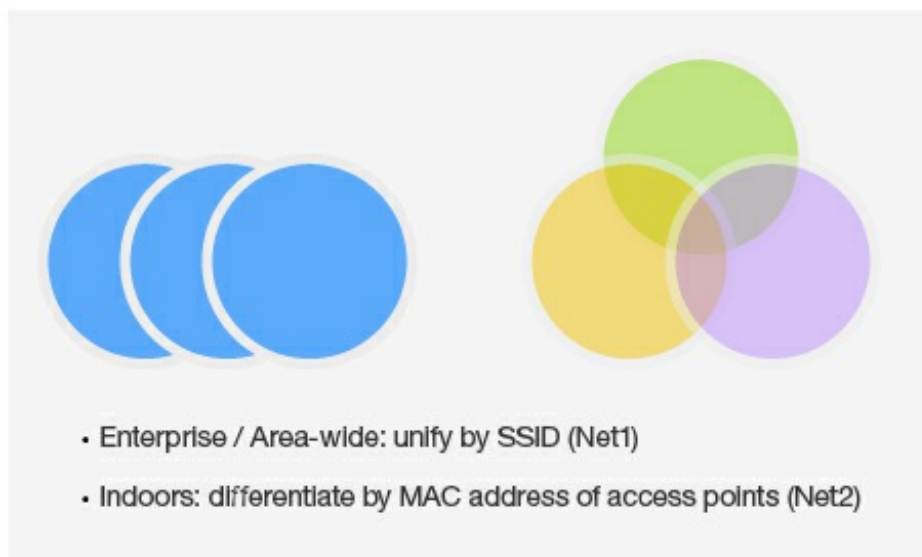 • Enterprise / Area-wide: unify by SSID (Net1)
• Indoors: differentiate by MAC address of access points (Net2)